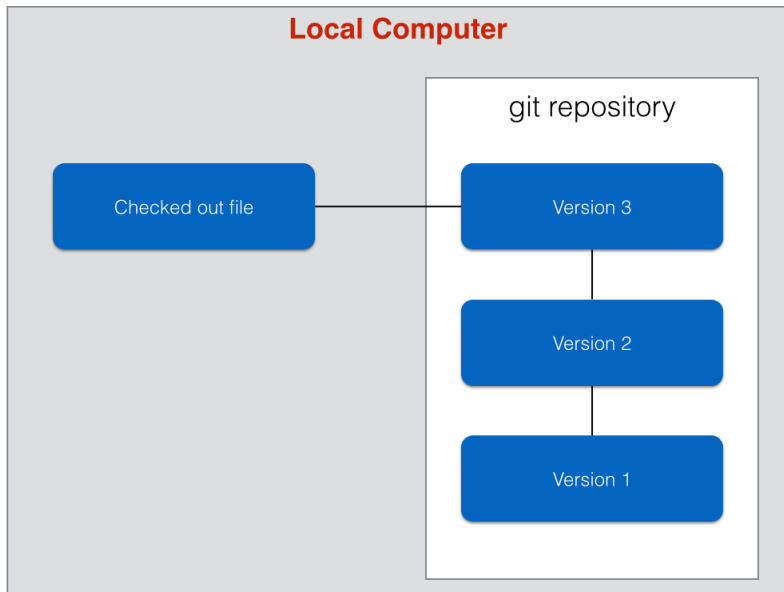 Local Computer
git repository
Checked out file
Version 3
Version 2
Version 1